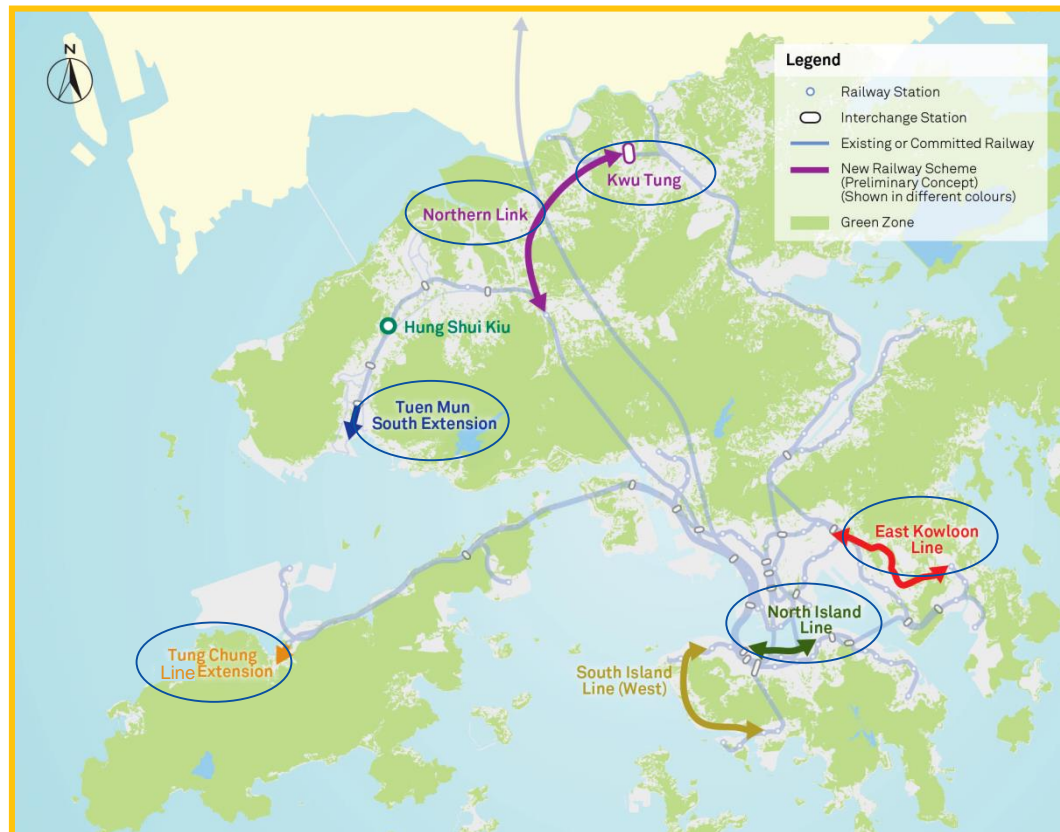 N
Legend
Railway Station
Interchange Station
Existing or Committed Railway
New Railway Scheme
(Preliminary Concept)
(Shown in different colours)
Green Zone
Kwu Tung
Northern Link
Hung Shui Kiu
Tuen Mun
South Extension
East Kowloon
Line
North Island
Line
Tung Chung
Line Extension
South Island
Line (West)